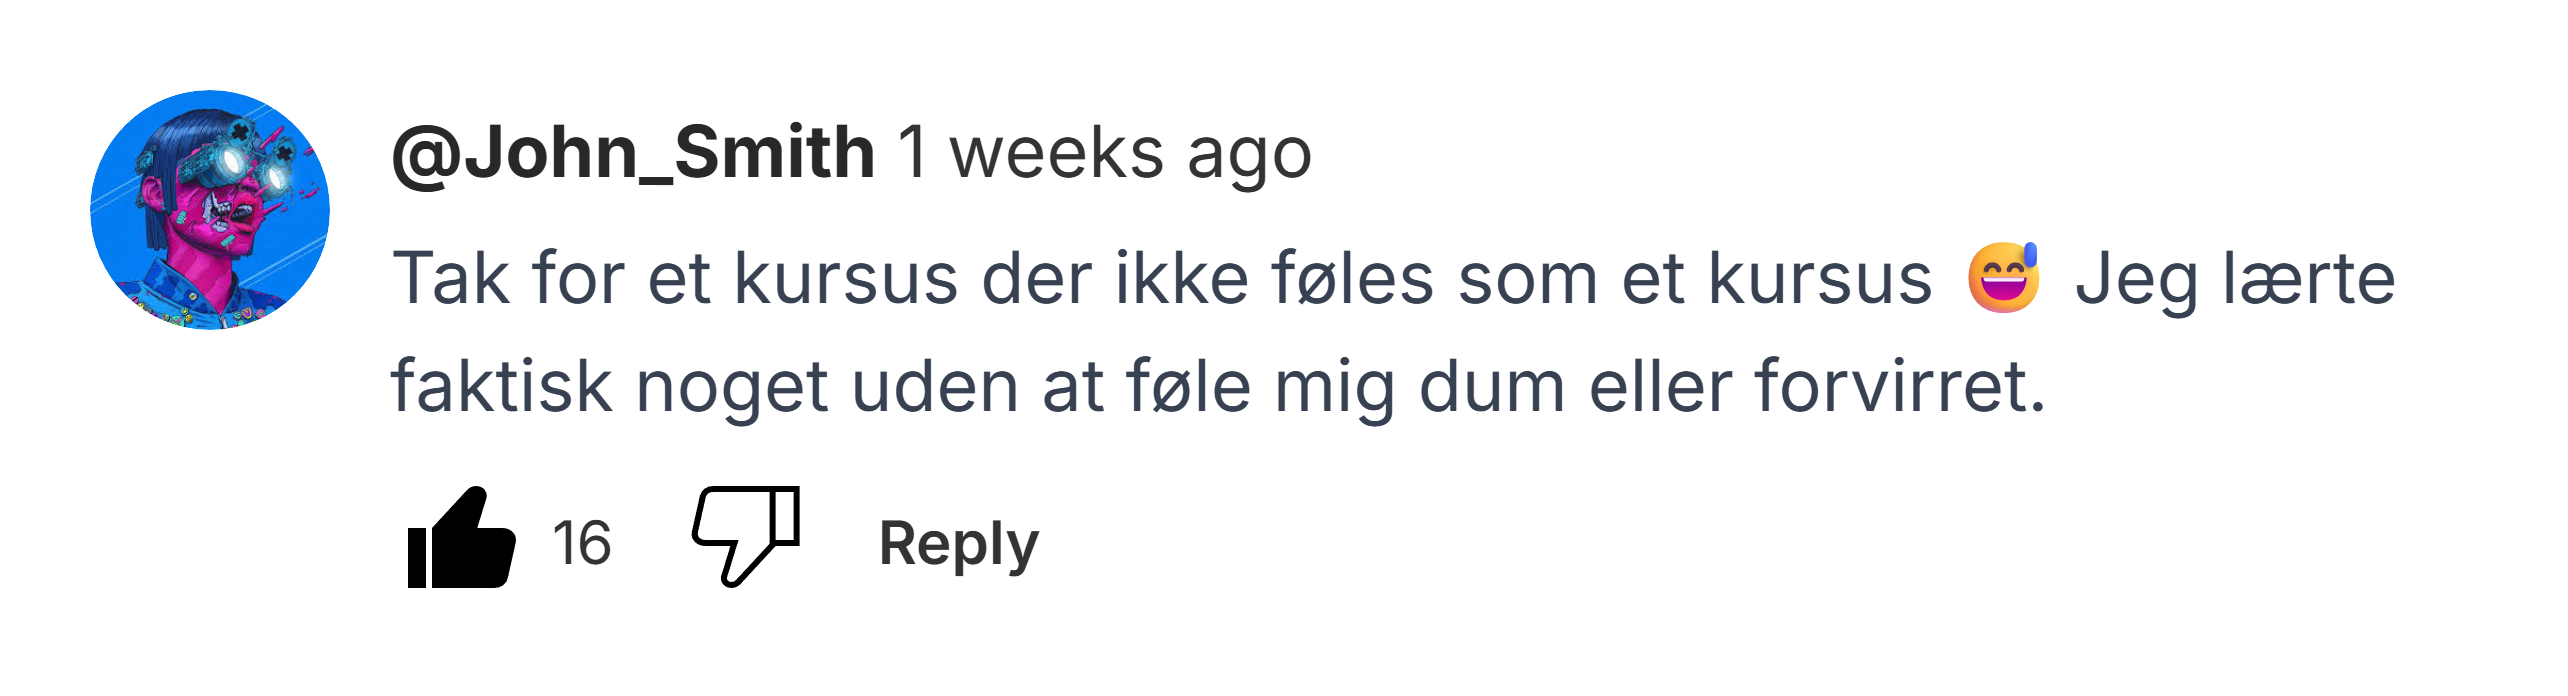 @John_Smith 1 weeks ago
Tak for et kursus der ikke føles som et kursus 😅 Jeg lærte
faktisk noget uden at føle mig dum eller forvirret.
16 Reply